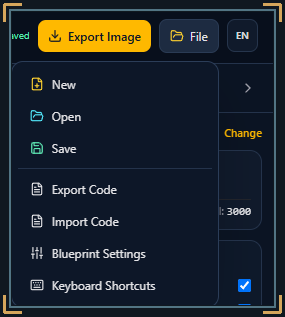 aved Export Image File EN
New
Open
Change
Save
Export Code
l: 3000
Import Code
Blueprint Settings
Keyboard Shortcuts